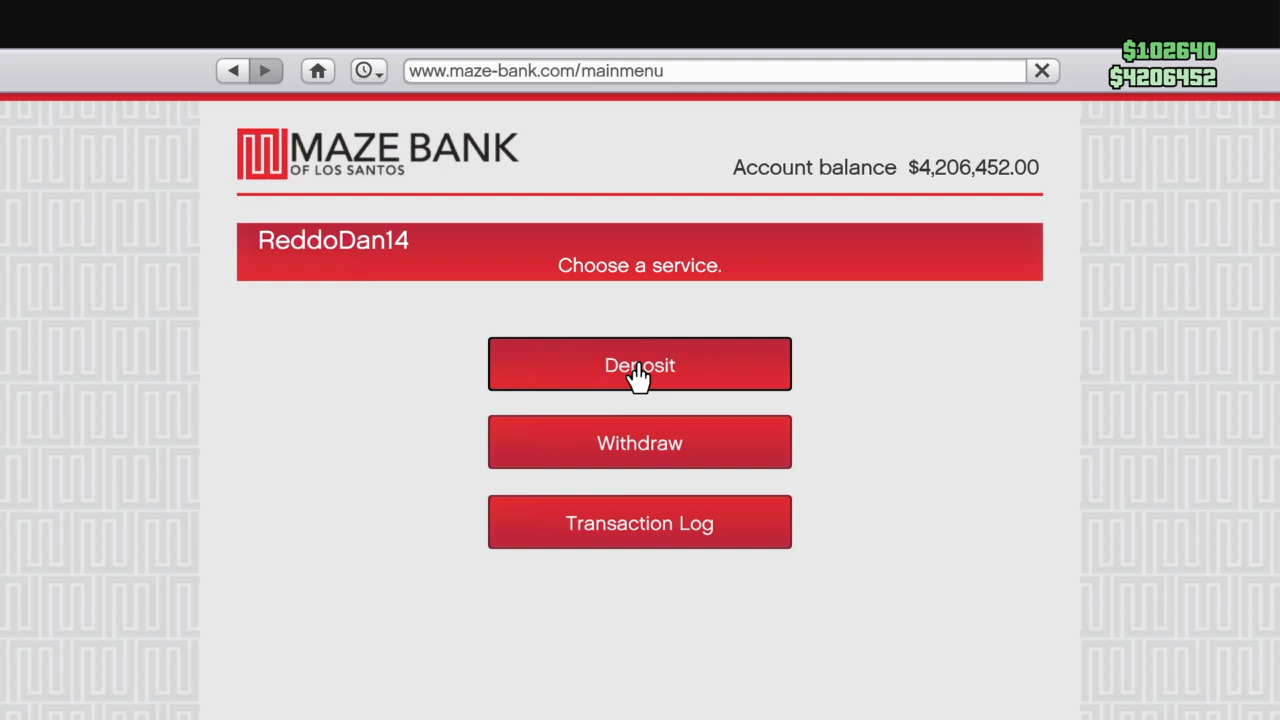 $102640
www.maze-bank.com/mainmenu
$4206452
MAZE BANK
OF LOS SANTOS
Account balance $4,206,452.00
ReddoDan14
Choose a service.
Deposit
Withdraw
Transaction Log